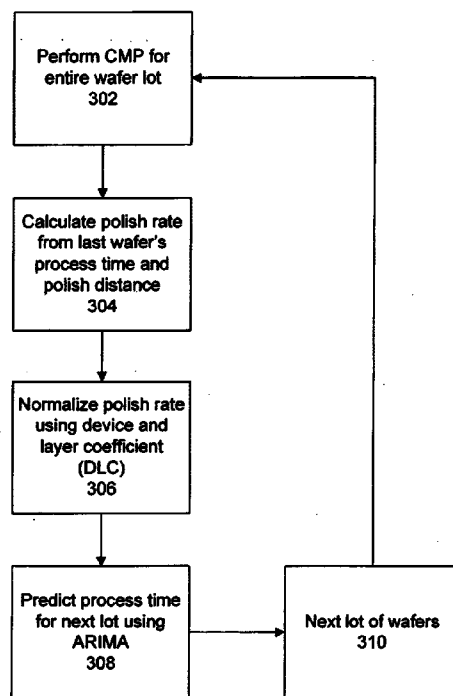 Perform CMP for
entire wafer lot
302
Calculate polish rate
from last wafer's
process time and
polish distance
304
Normalize polish rate
using device and
layer coefficient
(DLC)
306
Predict process time
for next lot using
ARIMA
308
Next lot of wafers
310